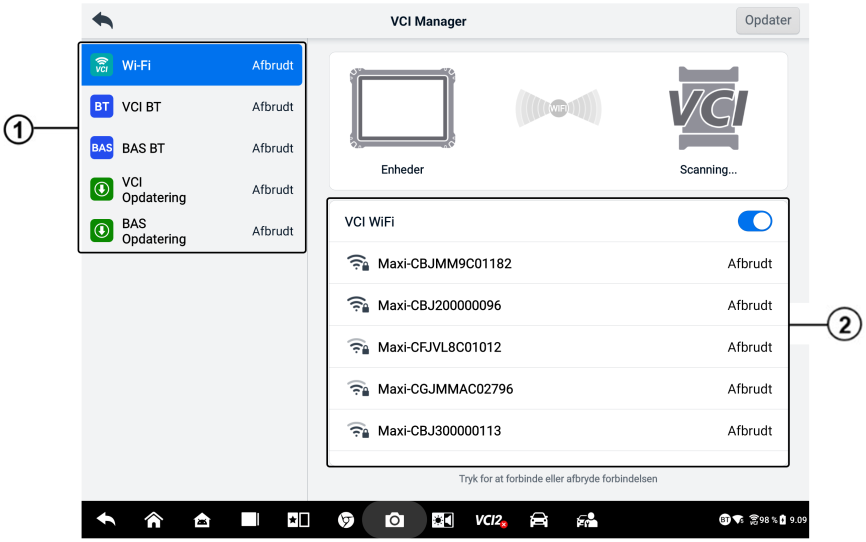 VCI Manager
Opdater
VCI
Wi-Fi Afbrudt
BT VCI BT Afbrudt
BAS BAS BT Afbrudt
VCI
Opdatering Afbrudt
BAS
Opdatering Afbrudt
1
WIFI
VCI
Enheder
Scanning...
VCI WiFi
Maxi-CBJMM9C01182 Afbrudt
Maxi-CBJ200000096 Afbrudt
Maxi-CFJVL8C01012 Afbrudt
Maxi-CGJMMAC02796 Afbrudt
Maxi-CBJ300000113 Afbrudt
2
Tryk for at forbinde eller afbryde forbindelsen
VCI2
BT 98 % 9.09